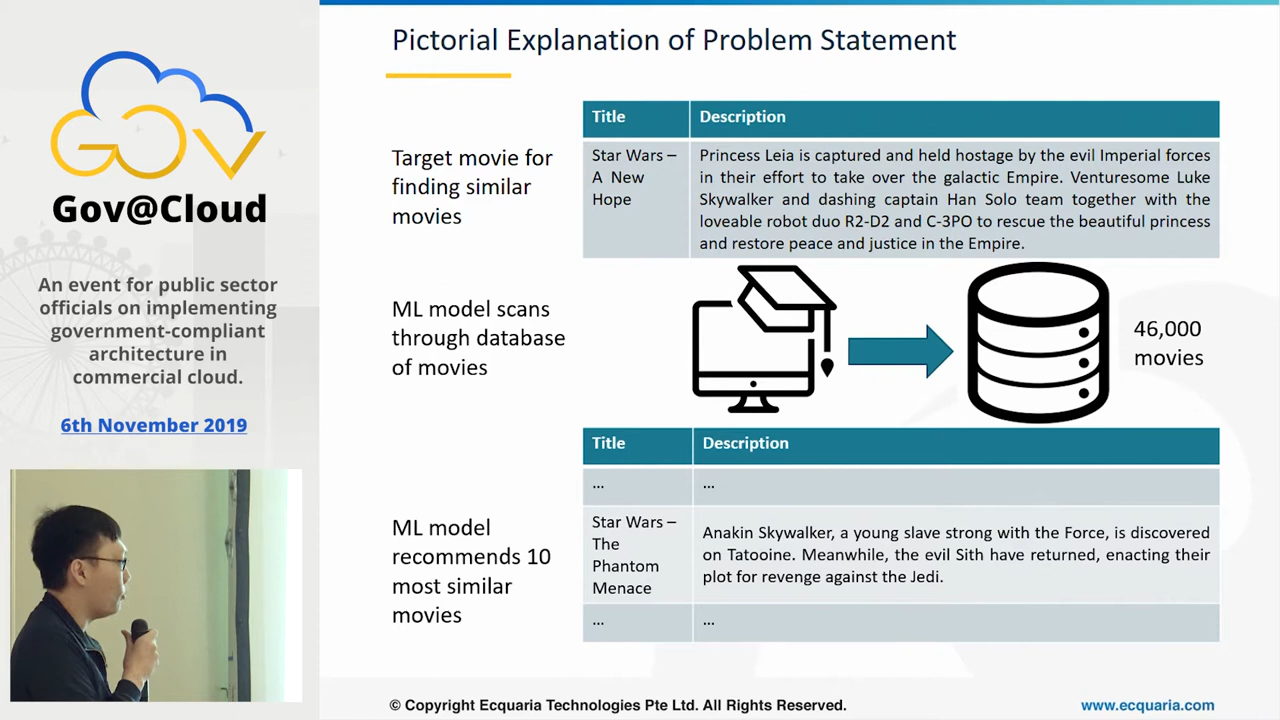 GOV
Gov@Cloud
An event for public sector
officials on implementing
government-compliant
architecture in
commercial cloud.
6th November 2019
Pictorial Explanation of Problem Statement
Target movie for
finding similar
movies
Title Description
Star Wars –
A New
Hope
Princess Leia is captured and held hostage by the evil Imperial forces
in their effort to take over the galactic Empire. Venturesome Luke
Skywalker and dashing captain Han Solo team together with the
loveable robot duo R2-D2 and C-3PO to rescue the beautiful princess
and restore peace and justice in the Empire.
ML model scans
through database
of movies
46,000
movies
ML model
recommends 10
most similar
movies
Title Description
... ...
Star Wars –
The
Phantom
Menace
Anakin Skywalker, a young slave strong with the Force, is discovered
on Tatooine. Meanwhile, the evil Sith have returned, enacting their
plot for revenge against the Jedi.
... ...
© Copyright Ecquaria Technologies Pte Ltd. All Rights Reserved.
www.ecquaria.com